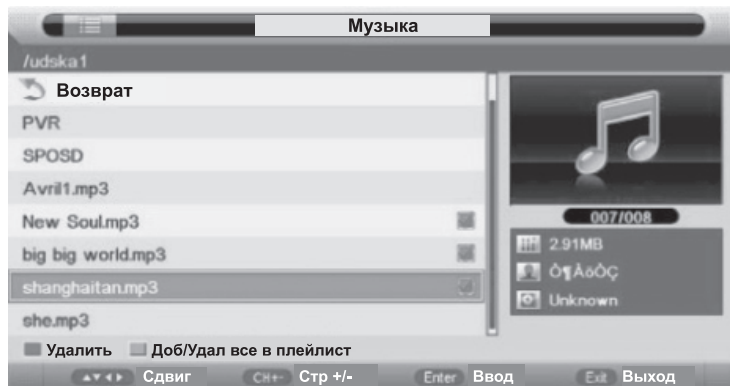 Музыка
/udska1
Возврат
PVR
SPOSD
Avril1.mp3
New Soul.mp3
big big world.mp3
shanghaitan.mp3
she.mp3
007/008
2.91MB
Ò¶ÀöÒÇ
Unknown
Удалить Доб/Удал все в плейлист
Сдвиг CH+- Стр +/- Enter Ввод Exit Выход